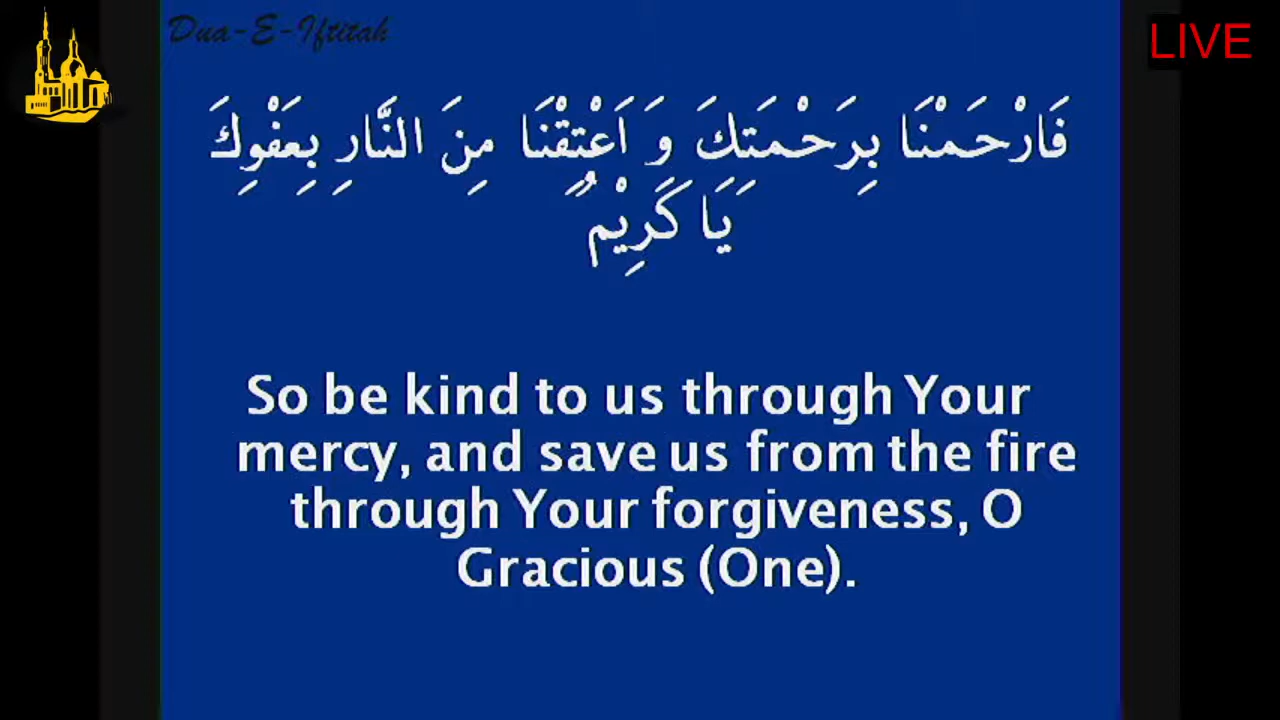 Dua-E-Iftitah
LIVE
فَارْحَمْنَا بِرَحْمَتِكَ وَ اَعْتِقْنَا مِنَ النَّارِ بِعَفْوِكَ
يَا كَرِيْمُ
So be kind to us through Your
mercy, and save us from the fire
through Your forgiveness, O
Gracious (One).